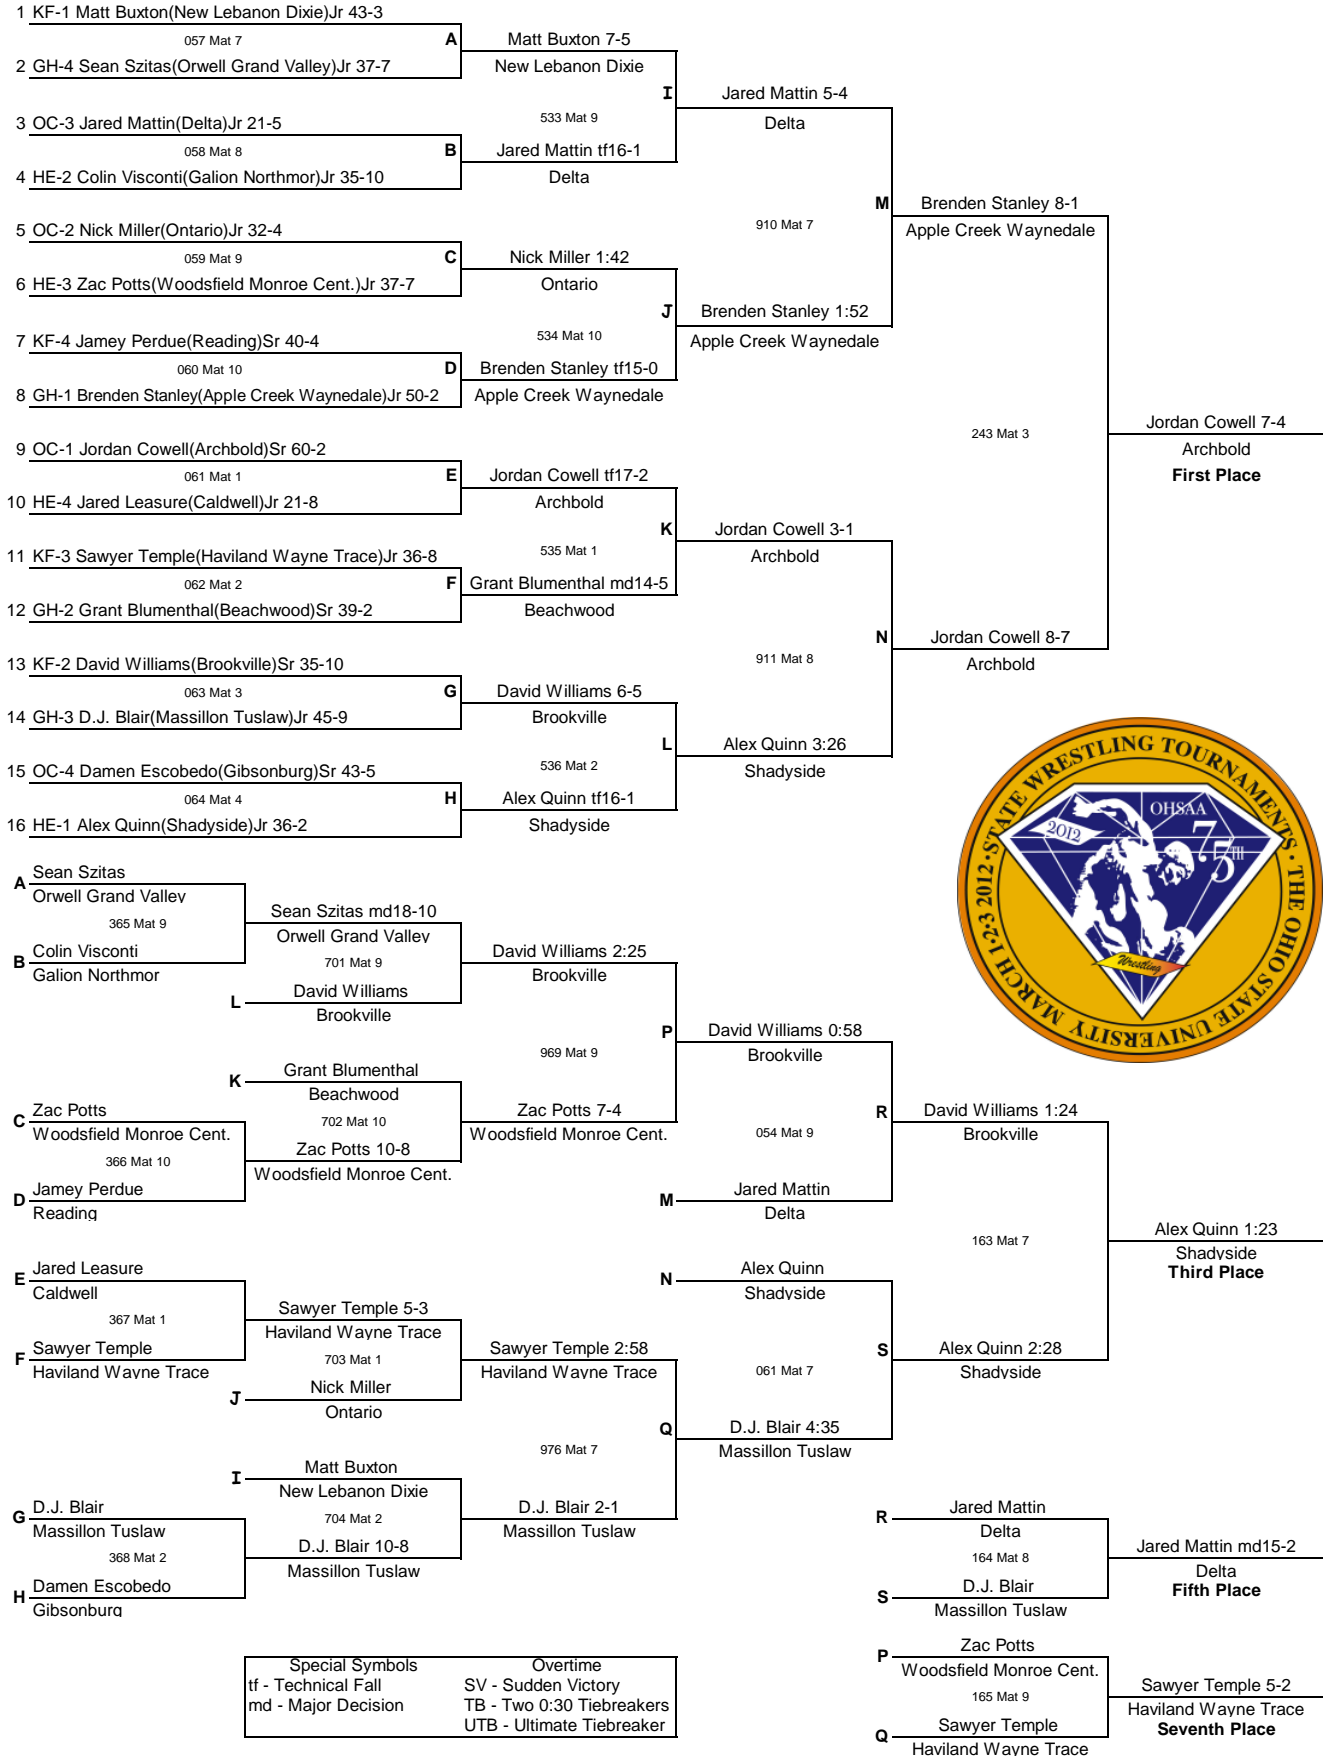 1 KF-1 Matt Buxton(New Lebanon Dixie)Jr 43-3
057 Mat 7
A
2 GH-4 Sean Szitas(Orwell Grand Valley)Jr 37-7
Matt Buxton 7-5
New Lebanon Dixie
I
533 Mat 9
3 OC-3 Jared Mattin(Delta)Jr 21-5
058 Mat 8
B
4 HE-2 Colin Visconti(Galion Northmor)Jr 35-10
Jared Mattin tf16-1
Delta
Jared Mattin 5-4
Delta
M
910 Mat 7
5 OC-2 Nick Miller(Ontario)Jr 32-4
059 Mat 9
C
6 HE-3 Zac Potts(Woodsfield Monroe Cent.)Jr 37-7
Nick Miller 1:42
Ontario
J
534 Mat 10
7 KF-4 Jamey Perdue(Reading)Sr 40-4
060 Mat 10
D
8 GH-1 Brenden Stanley(Apple Creek Waynedale)Jr 50-2
Brenden Stanley tf15-0
Apple Creek Waynedale
Brenden Stanley 1:52
Apple Creek Waynedale
Brenden Stanley 8-1
Apple Creek Waynedale
243 Mat 3
Jordan Cowell 7-4
Archbold
First Place
9 OC-1 Jordan Cowell(Archbold)Sr 60-2
061 Mat 1
E
10 HE-4 Jared Leasure(Caldwell)Jr 21-8
Jordan Cowell tf17-2
Archbold
K
535 Mat 1
11 KF-3 Sawyer Temple(Haviland Wayne Trace)Jr 36-8
062 Mat 2
F
12 GH-2 Grant Blumenthal(Beachwood)Sr 39-2
Grant Blumenthal md14-5
Beachwood
Jordan Cowell 3-1
Archbold
N
911 Mat 8
Jordan Cowell 8-7
Archbold
13 KF-2 David Williams(Brookville)Sr 35-10
063 Mat 3
G
14 GH-3 D.J. Blair(Massillon Tuslaw)Jr 45-9
David Williams 6-5
Brookville
L
536 Mat 2
15 OC-4 Damen Escobedo(Gibsonburg)Sr 43-5
064 Mat 4
H
16 HE-1 Alex Quinn(Shadyside)Jr 36-2
Alex Quinn tf16-1
Shadyside
Alex Quinn 3:26
Shadyside
STATE WRESTLING TOURNAMENTS · THE OHIO STATE UNIVERSITY MARCH 1-2-3 2012 ·
OHSAA
2012
75TH
Wrestling
A Sean Szitas
Orwell Grand Valley
365 Mat 9
B Colin Visconti
Galion Northmor
Sean Szitas md18-10
Orwell Grand Valley
701 Mat 9
L David Williams
Brookville
David Williams 2:25
Brookville
P
969 Mat 9
K Grant Blumenthal
Beachwood
702 Mat 10
C Zac Potts
Woodsfield Monroe Cent.
366 Mat 10
D Jamey Perdue
Reading
Zac Potts 10-8
Woodsfield Monroe Cent.
Zac Potts 7-4
Woodsfield Monroe Cent.
David Williams 0:58
Brookville
R
054 Mat 9
M Jared Mattin
Delta
David Williams 1:24
Brookville
163 Mat 7
Alex Quinn 1:23
Shadyside
Third Place
E Jared Leasure
Caldwell
367 Mat 1
F Sawyer Temple
Haviland Wayne Trace
Sawyer Temple 5-3
Haviland Wayne Trace
703 Mat 1
J Nick Miller
Ontario
Sawyer Temple 2:58
Haviland Wayne Trace
Q
976 Mat 7
N Alex Quinn
Shadyside
S
061 Mat 7
Alex Quinn 2:28
Shadyside
D.J. Blair 4:35
Massillon Tuslaw
I Matt Buxton
New Lebanon Dixie
704 Mat 2
G D.J. Blair
Massillon Tuslaw
368 Mat 2
H Damen Escobedo
Gibsonburg
D.J. Blair 10-8
Massillon Tuslaw
D.J. Blair 2-1
Massillon Tuslaw
R Jared Mattin
Delta
164 Mat 8
S D.J. Blair
Massillon Tuslaw
Jared Mattin md15-2
Delta
Fifth Place
P Zac Potts
Woodsfield Monroe Cent.
165 Mat 9
Q Sawyer Temple
Haviland Wayne Trace
Sawyer Temple 5-2
Haviland Wayne Trace
Seventh Place
Special Symbols Overtime
tf - Technical Fall SV - Sudden Victory
md - Major Decision TB - Two 0:30 Tiebreakers
UTB - Ultimate Tiebreaker